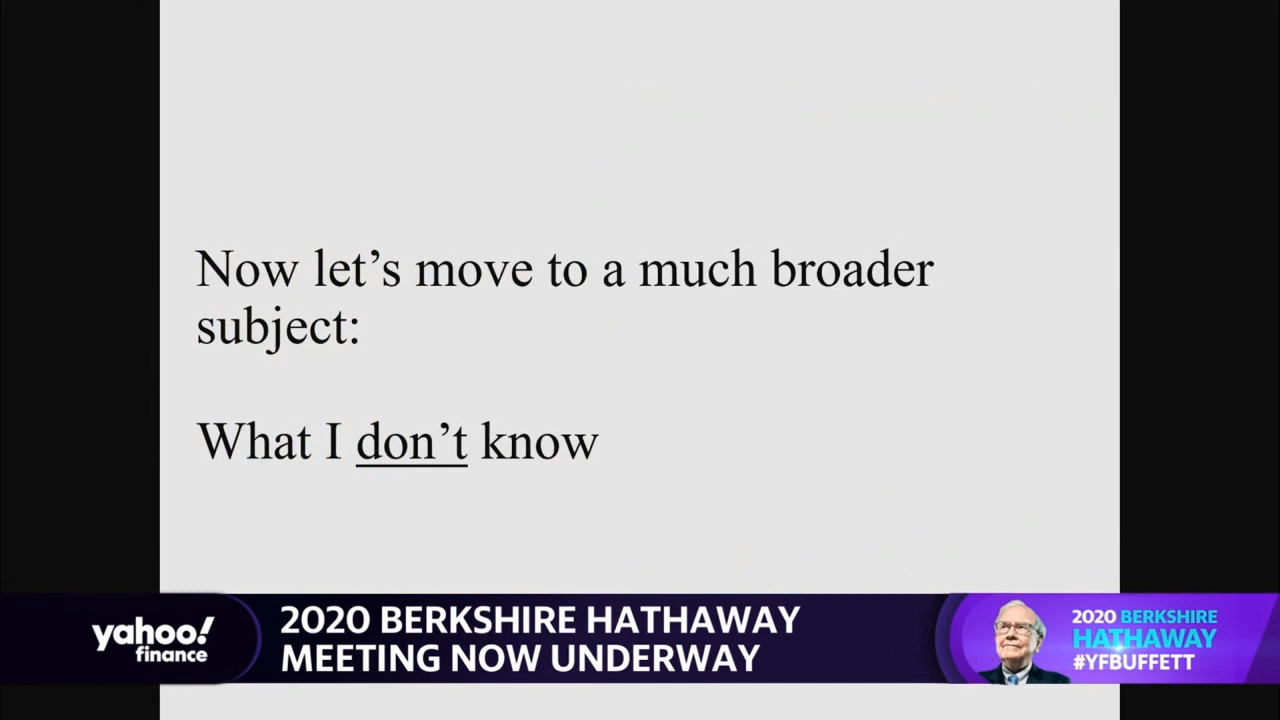 Now let’s move to a much broader
subject:
What I don’t know
yahoo!
finance
2020 BERKSHIRE HATHAWAY
MEETING NOW UNDERWAY
2020 BERKSHIRE
HATHAWAY
#YFBUFFETT